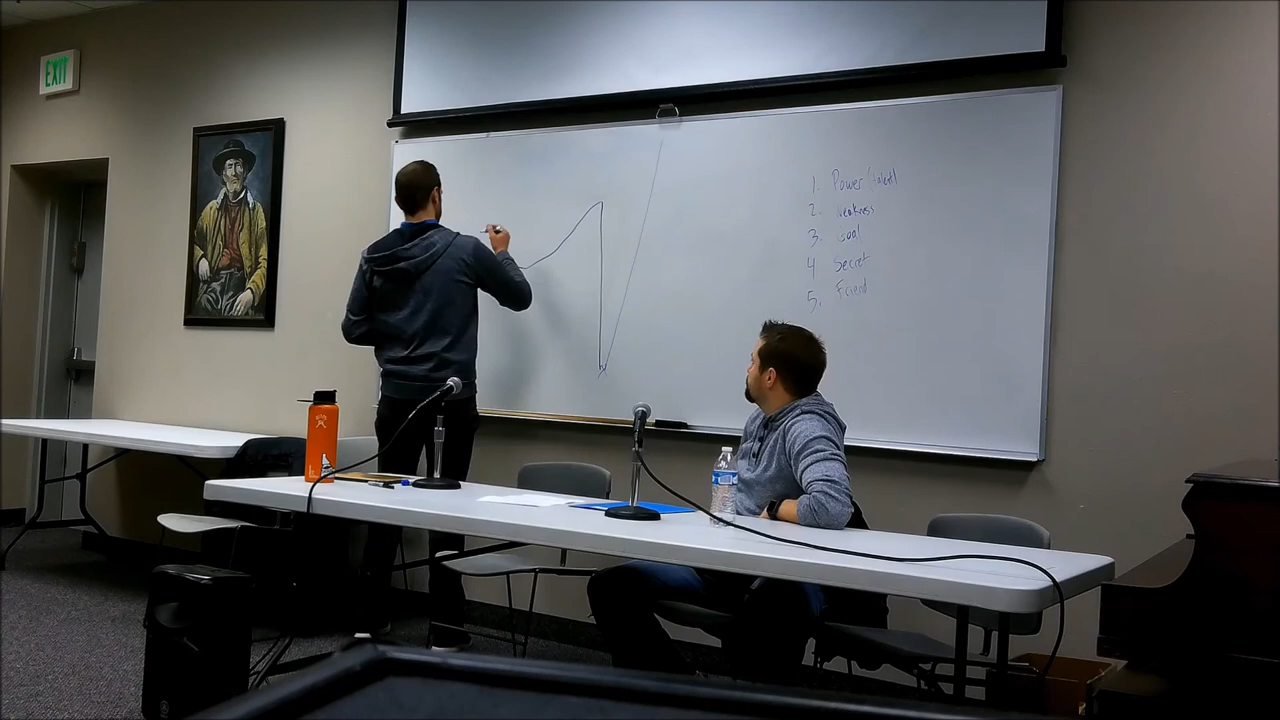 EXIT
1. Power/talent
2. Weakness
3. Goal
4 Secret
5. Friend